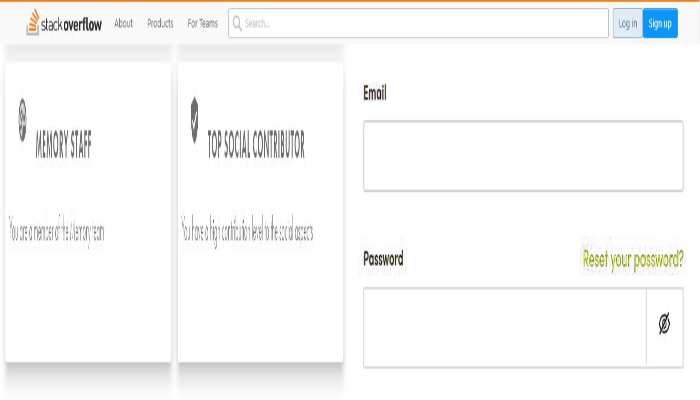 stack overflow About Products For Teams Search... Log in Sign up
MEMORY STAFF
You are a member of the Memory team
TOP SOCIAL CONTRIBUTOR
You have a high contribution level to the social aspects
Email
Password Reset your password?